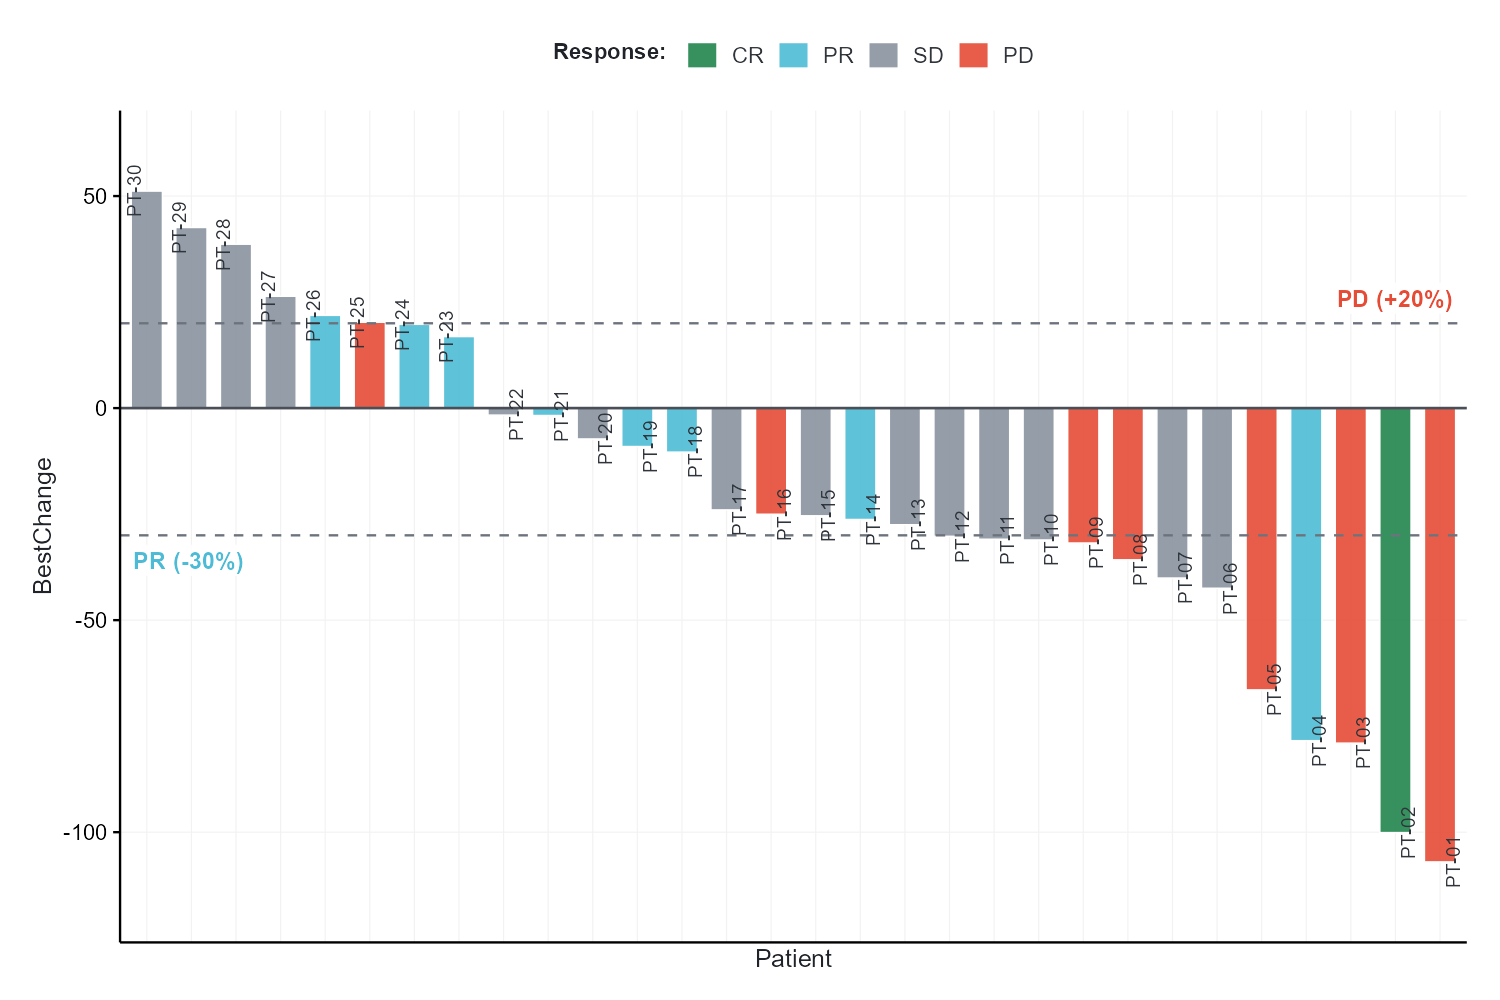 Response: CR PR SD PD
BestChange
50
0
-50
-100
PD (+20%)
PR (-30%)
PT-30
PT-29
PT-28
PT-27
PT-26
PT-25
PT-24
PT-23
PT-22
PT-21
PT-20
PT-19
PT-18
PT-17
PT-16
PT-15
PT-14
PT-13
PT-12
PT-11
PT-10
PT-09
PT-08
PT-07
PT-06
PT-05
PT-04
PT-03
PT-02
PT-01
Patient